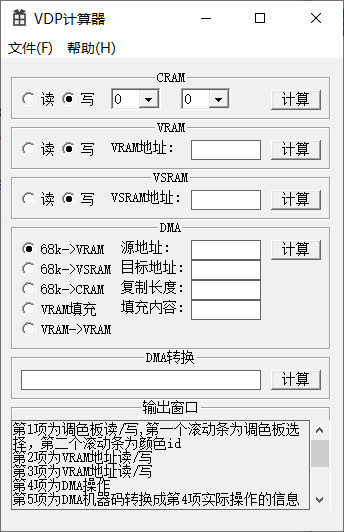 VDP计算器
文件(F) 帮助(H)
CRAM
读 写 0 0 计算
VRAM
读 写 VRAM地址: 计算
VSRAM
读 写 VSRAM地址: 计算
DMA
68k->VRAM 源地址: 计算
68k->VSRAM 目标地址:
68k->CRAM 复制长度:
VRAM填充 填充内容:
VRAM->VRAM
DMA转换
计算
输出窗口
第1项为调色板读/写,第一个滚动条为调色板选
择, 第二个滚动条为颜色id
第2项为VRAM地址读/写
第3项为VRAM地址读/写
第4项为DMA操作
第5项为DMA机器码转换成第4项实际操作的信息